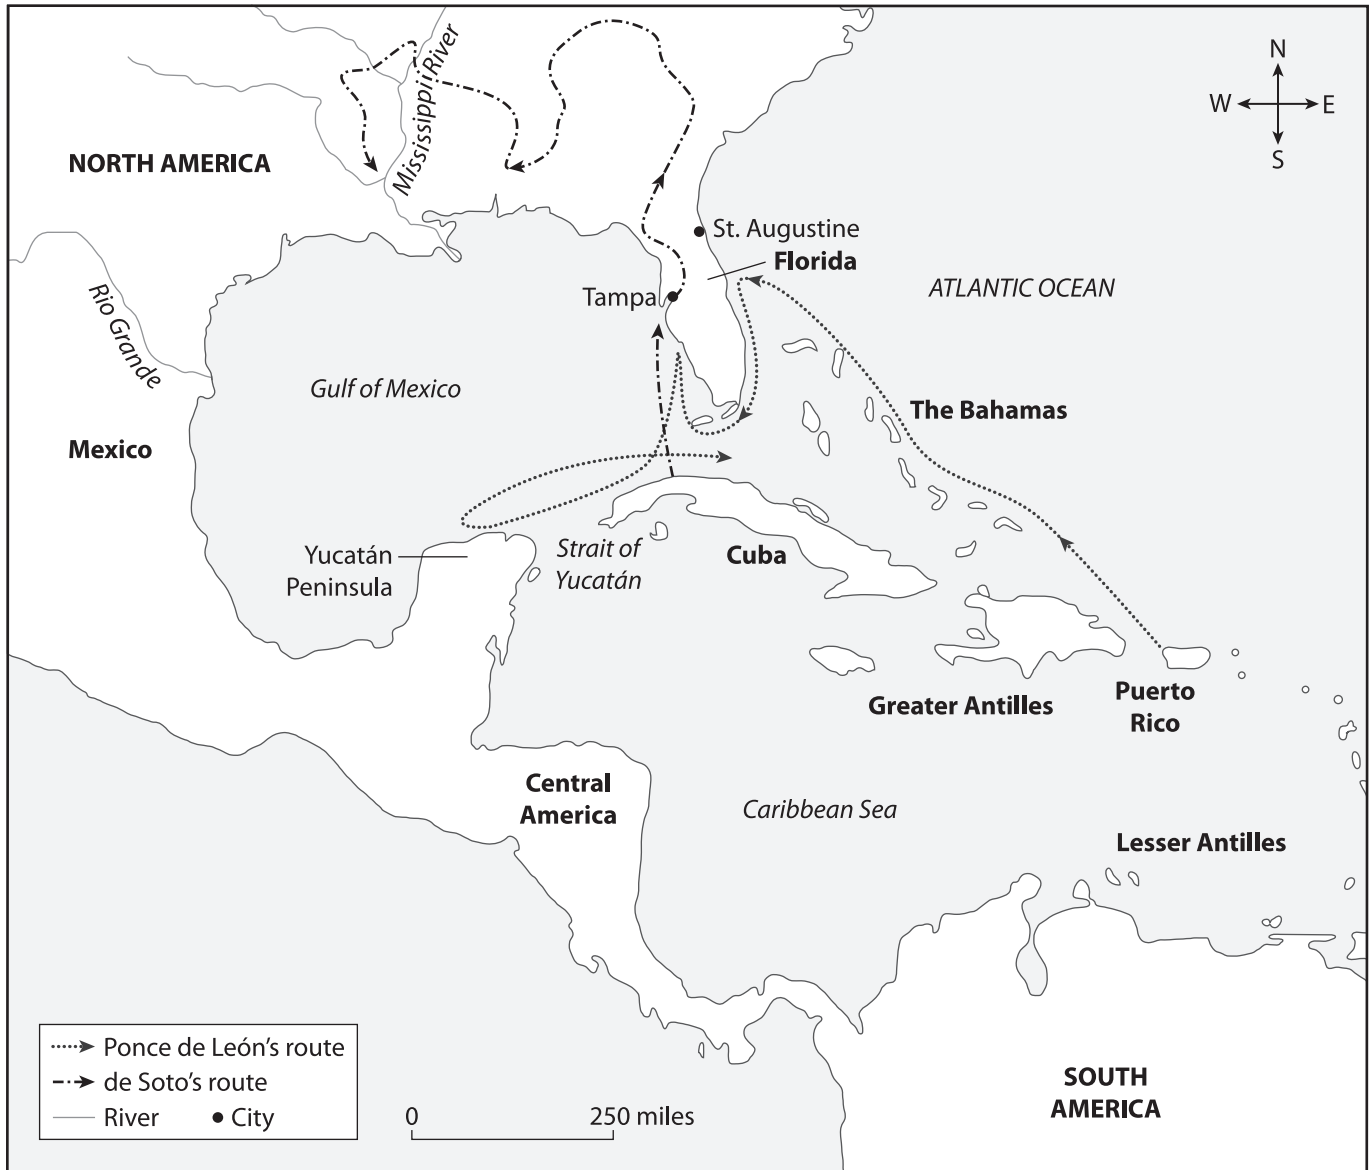 N
W E
S
Mississippi River
NORTH AMERICA
St. Augustine
Florida
Tampa
ATLANTIC OCEAN
Rio Grande
Gulf of Mexico
The Bahamas
Mexico
Yucatán
Peninsula
Strait of
Yucatán
Cuba
Greater Antilles
Puerto
Rico
Central
America
Caribbean Sea
Lesser Antilles
SOUTH
AMERICA
Ponce de León's route
de Soto's route
River City
0 250 miles